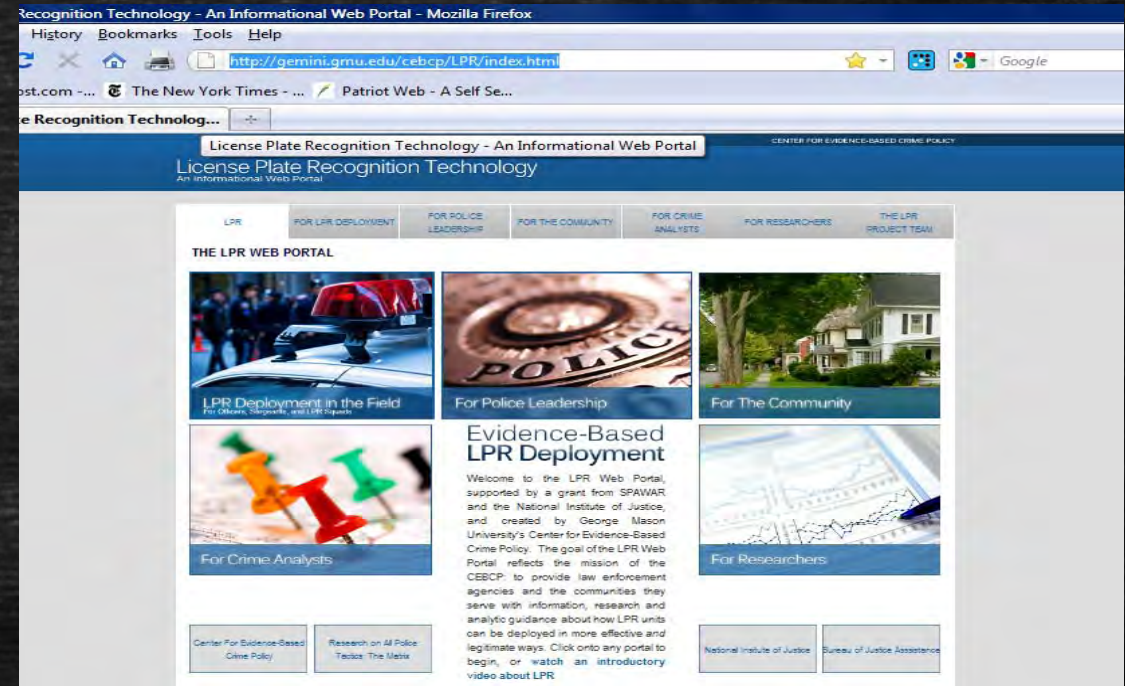 Recognition Technology - An Informational Web Portal - Mozilla Firefox
History Bookmarks Tools Help
http://gemini.gmu.edu/cebcp/LPR/index.html
Google
ost.com -... The New York Times - ... Patriot Web - A Self Se...
e Recognition Technolog...
License Plate Recognition Technology - An Informational Web Portal
CENTER FOR EVIDENCE-BASED CRIME POLICY
License Plate Recognition Technology
An Informational Web Portal
LPR
FOR LPR DEPLOYMENT
FOR POLICE
LEADERSHIP
FOR THE COMMUNITY
FOR CRIME
ANALYSTS
FOR RESEARCHERS
THE LPR
PROJECT TEAM
THE LPR WEB PORTAL
LPR Deployment in the Field
For Officers, Sergeants, and LPR Squads
POLICE
For Police Leadership
For The Community
For Crime Analysts
Evidence-Based
LPR Deployment
Welcome to the LPR Web Portal,
supported by a grant from SPAWAR
and the National Institute of Justice,
and created by George Mason
University's Center for Evidence-Based
Crime Policy. The goal of the LPR Web
Portal reflects the mission of the
CEBCP: to provide law enforcement
agencies and the communities they
serve with information, research and
analytic guidance about how LPR units
can be deployed in more effective and
legitimate ways. Click onto any portal to
begin, or watch an introductory
video about LPR
For Researchers
Center For Evidence-Based
Crime Policy
Research on All Police
Tactics: The Matrix
National Institute of Justice
Bureau of Justice Assistance